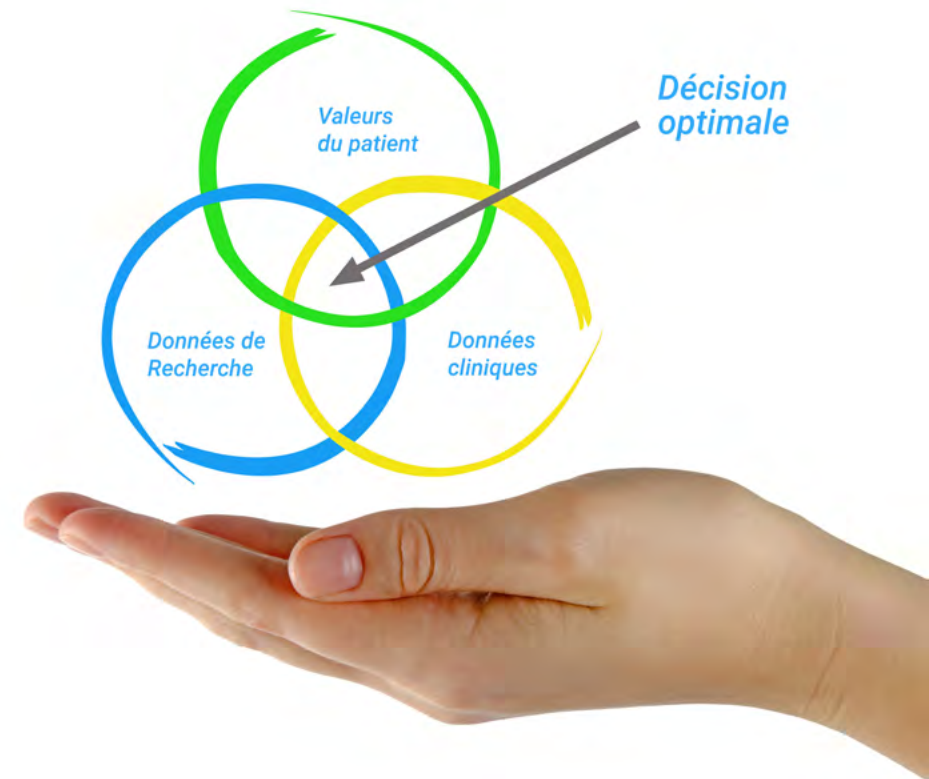 Valeurs
du patient
Décision
optimale
Données de
Recherche
Données
cliniques